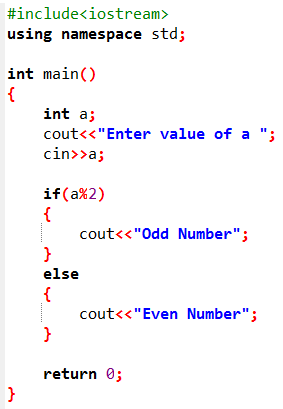 #include<iostream>
using namespace std;
int main()
{
int a;
cout<<"Enter value of a ";
cin>>a;
if(a%2)
{
cout<<"Odd Number";
}
else
{
cout<<"Even Number";
}
return 0;
}